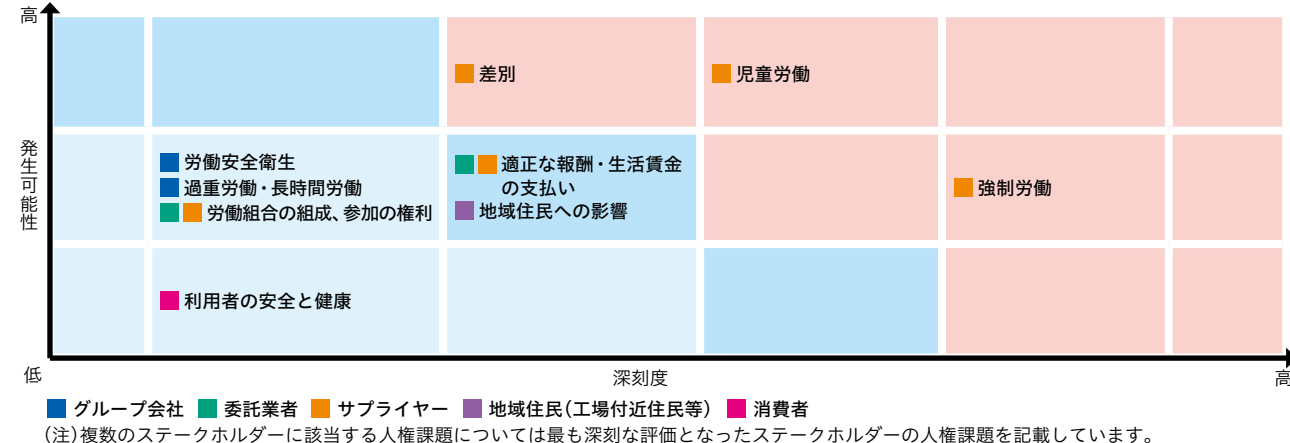 高
差別
児童労働
発生可能性
労働安全衛生
過重労働・長時間労働
労働組合の組成、参加の権利
適正な報酬・生活賃金
の支払い
地域住民への影響
強制労働
利用者の安全と健康
低
深刻度
高
グループ会社 委託業者 サプライヤー 地域住民(工場付近住民等) 消費者
(注)複数のステークホルダーに該当する人権課題については最も深刻な評価となったステークホルダーの人権課題を記載しています。